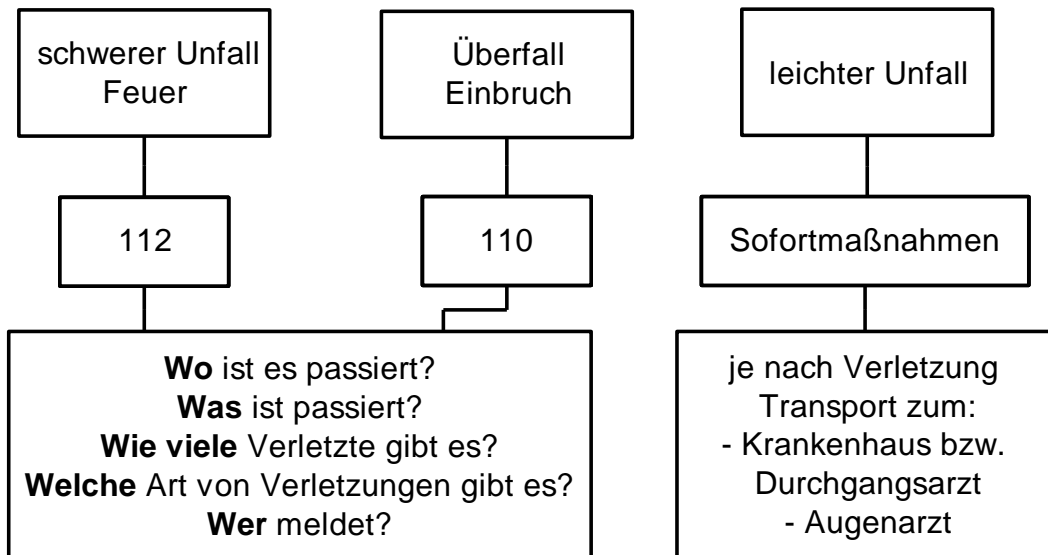 schwerer Unfall
Feuer
Überfall
Einbruch
leichter Unfall
112
110
Sofortmaßnahmen
Wo ist es passiert?
Was ist passiert?
Wie viele Verletzte gibt es?
Welche Art von Verletzungen gibt es?
Wer meldet?
je nach Verletzung
Transport zum:
- Krankenhaus bzw.
Durchgangsarzt
- Augenarzt